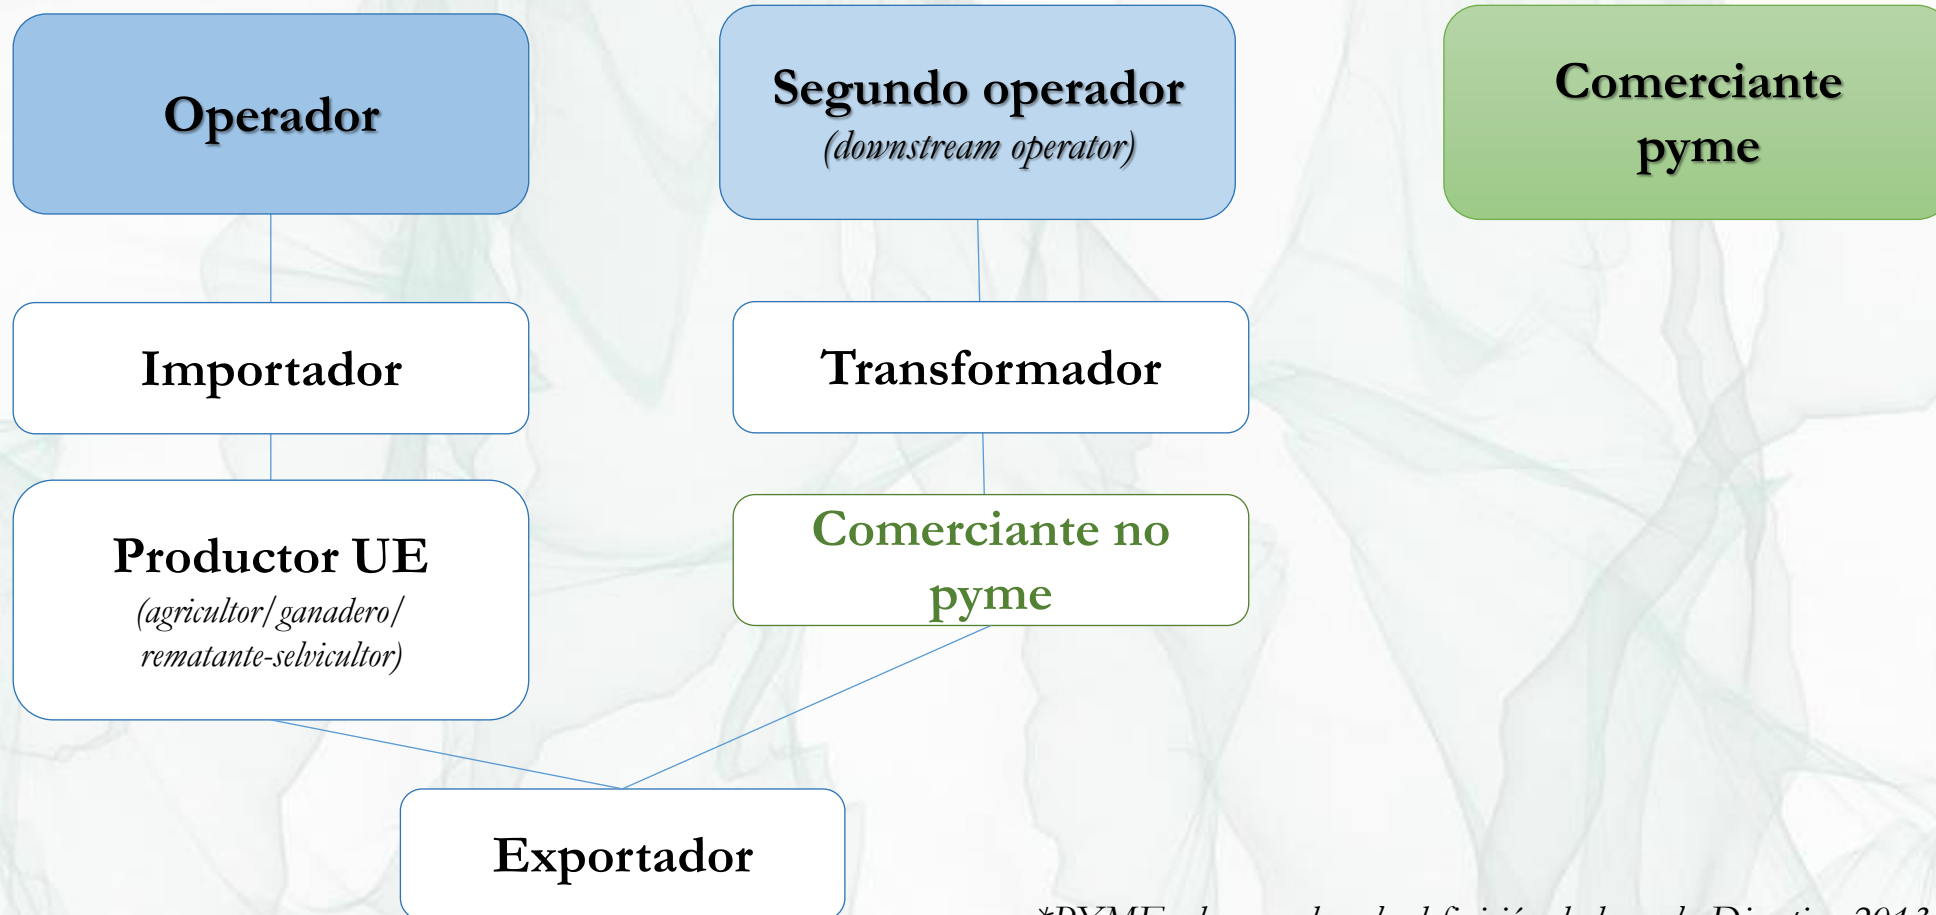 Operador
Segundo operador
(downstream operator)
Comerciante
pyme
Importador
Transformador
Productor UE
(agricultor/ganadero/
rematante-selvicultor)
Comerciante no
pyme
Exportador
*PYME